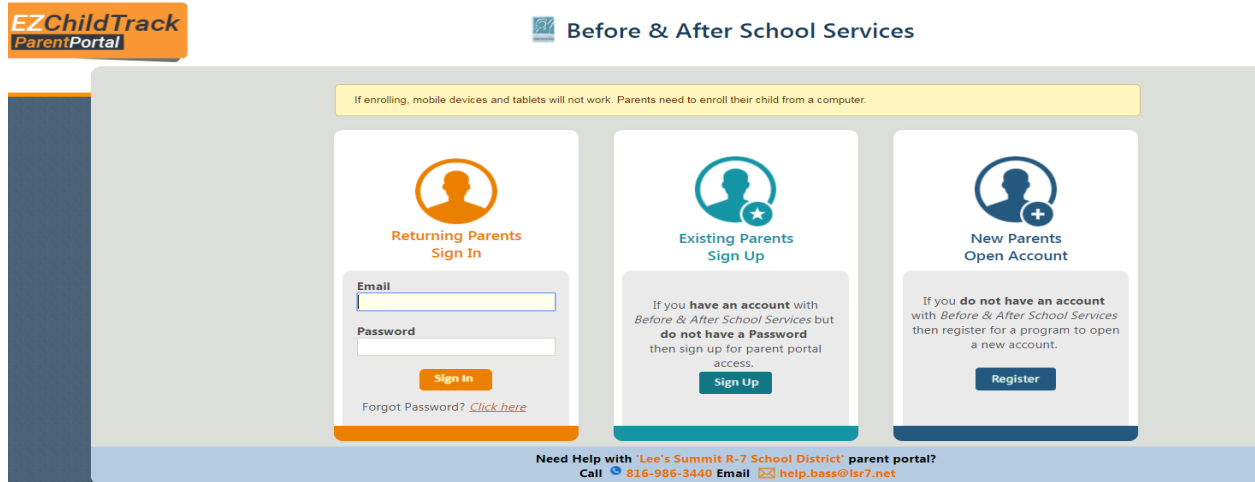 EZChildTrack
ParentPortal
Before & After School Services
If enrolling, mobile devices and tablets will not work. Parents need to enroll their child from a computer.
Returning Parents
Sign In
Email
Password
Sign In
Forgot Password? Click here
Existing Parents
Sign Up
If you have an account with
Before & After School Services but
do not have a Password
then sign up for parent portal
access.
Sign Up
New Parents
Open Account
If you do not have an account
with Before & After School Services
then register for a program to open
a new account.
Register
Need Help with 'Lee's Summit R-7 School District' parent portal?
Call 816-986-3440 Email help.bass@lsr7.net